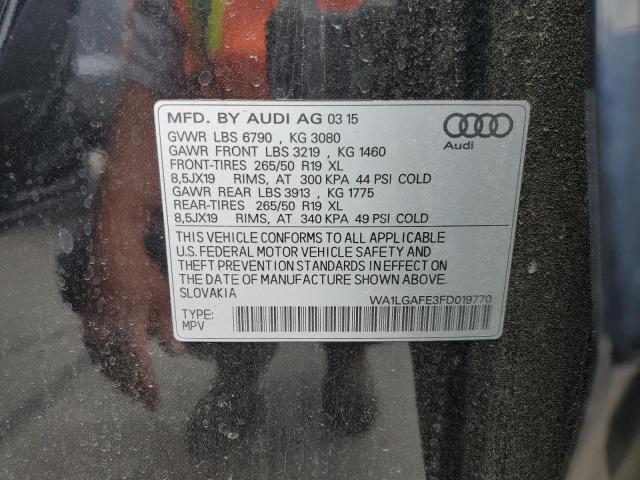 MFD. BY AUDI AG 03 15
GVWR LBS 6790 , KG 3080
GAWR FRONT LBS 3219 , KG 1460
FRONT-TIRES 265/50 R19 XL
8,5JX19 RIMS, AT 300 KPA 44 PSI COLD
GAWR REAR LBS 3913 , KG 1775
REAR-TIRES 265/50 R19 XL
8,5JX19 RIMS, AT 340 KPA 49 PSI COLD
Audi
THIS VEHICLE CONFORMS TO ALL APPLICABLE
U.S. FEDERAL MOTOR VEHICLE SAFETY AND
THEFT PREVENTION STANDARDS IN EFFECT ON
THE DATE OF MANUFACTURE SHOWN ABOVE.
SLOVAKIA
WA1LGAFE3FD019770
TYPE:
MPV